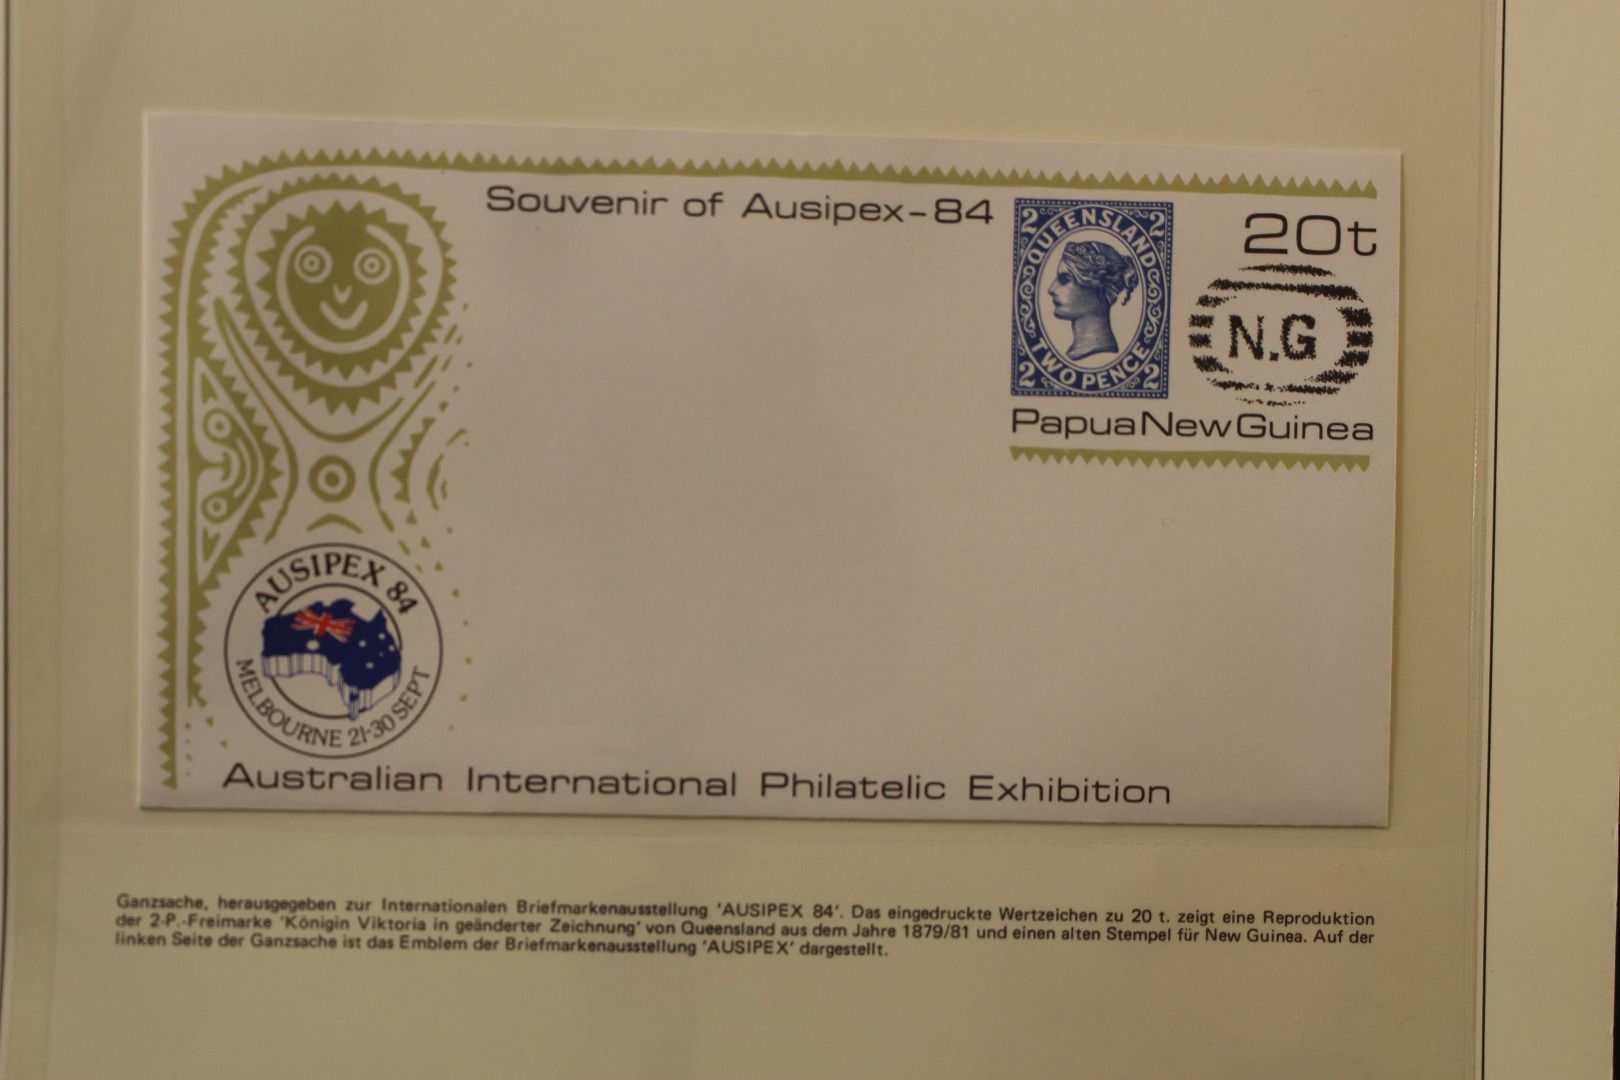 Souvenir of Ausipex-84
2 QUEENSLAND 2
2 TWO PENCE 2
20t
N.G
Papua New Guinea
AUSIPEX 84
MELBOURNE 21-30 SEPT
Australian International Philatelic Exhibition
Ganzsache, herausgegeben zur Internationalen Briefmarkenausstellung 'AUSIPEX 84'. Das eingedruckte Wertzeichen zu 20 t. zeigt eine Reproduktion
der 2-P.-Freimarke 'Königin Viktoria in geänderter Zeichnung' von Queensland aus dem Jahre 1879/81 und einen alten Stempel für New Guinea. Auf der
linken Seite der Ganzsache ist das Emblem der Briefmarkenausstellung 'AUSIPEX' dargestellt.